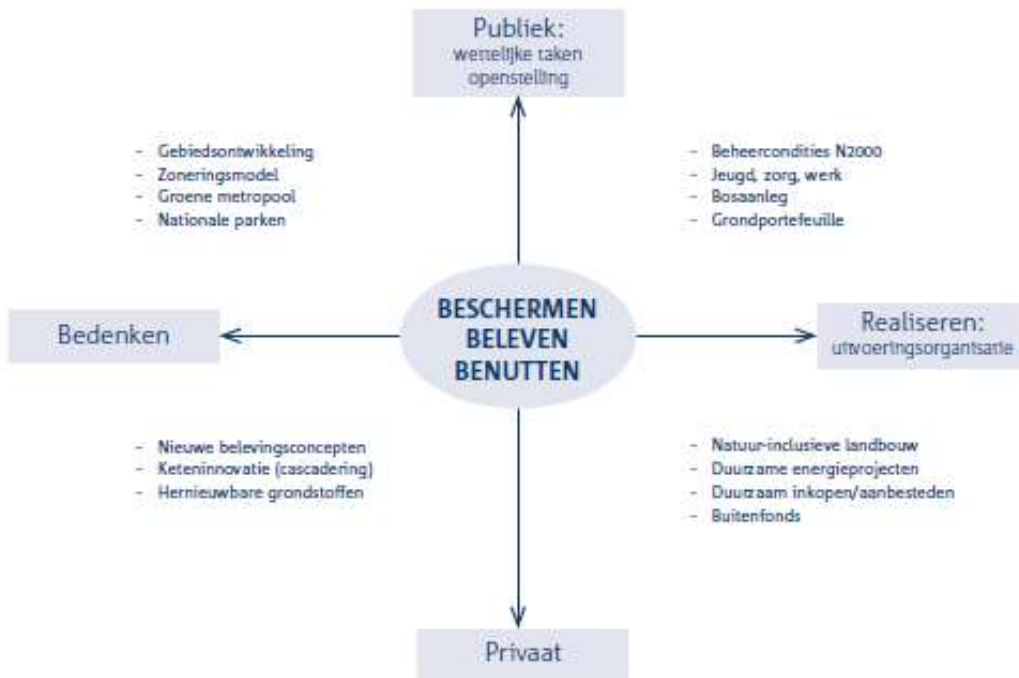 Publiek:
wettelijke taken
openstelling
- Gebiedsontwikkeling
- Zoneringsmodel
- Groene metropool
- Nationale parken
- Beheercondities N2000
- Jeugd, zorg, werk
- Bosaanleg
- Grondportefeuille
Bedenken
BESCHERMEN
BELEVEN
BENUTTEN
Realiseren:
uitvoeringsorganisatie
- Nieuwe belevingsconcepten
- Keteninnovatie (cascadering)
- Hernieuwbare grondstoffen
- Natuur-inclusieve landbouw
- Duurzame energieprojecten
- Duurzaam inkopen/aanbesteden
- Buitenfonds
Privaat